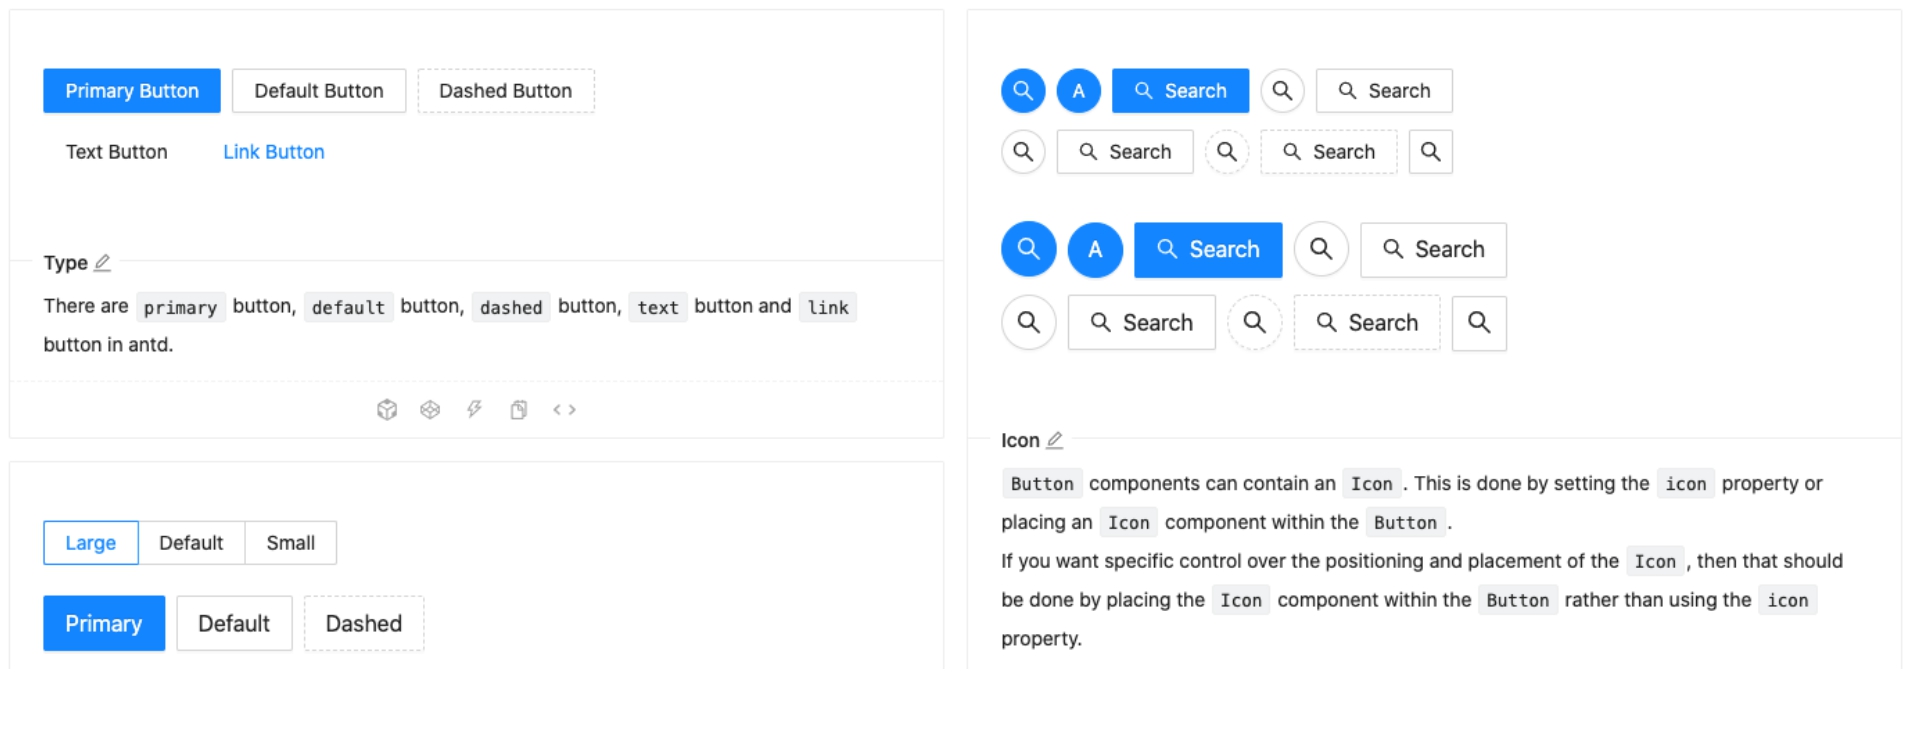 Primary Button Default Button Dashed Button
Text Button Link Button
Type
There are primary button, default button, dashed button, text button and link
button in antd.
Large Default Small
Primary Default Dashed
A Search Search
Search Search
A Search Search
Search Search
Icon
Button components can contain an Icon . This is done by setting the icon property or
placing an Icon component within the Button .
If you want specific control over the positioning and placement of the Icon , then that should
be done by placing the Icon component within the Button rather than using the icon
property.